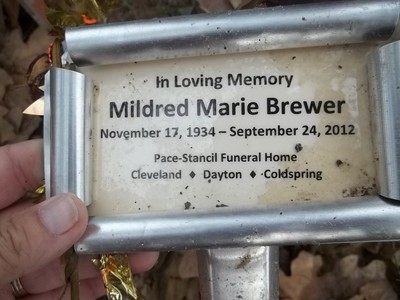 In Loving Memory
Mildred Marie Brewer
November 17, 1934 – September 24, 2012
Pace-Stancil Funeral Home
Cleveland ♦ Dayton ♦ Coldspring